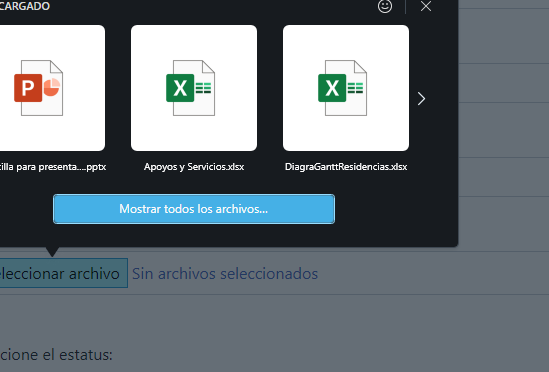 CARGADO
illa para presenta....pptx
Apoyos y Servicios.xlsx
DiagraGanttResidencias.xlsx
Mostrar todos los archivos...
eleccionar archivo
Sin archivos seleccionados
cione el estatus: